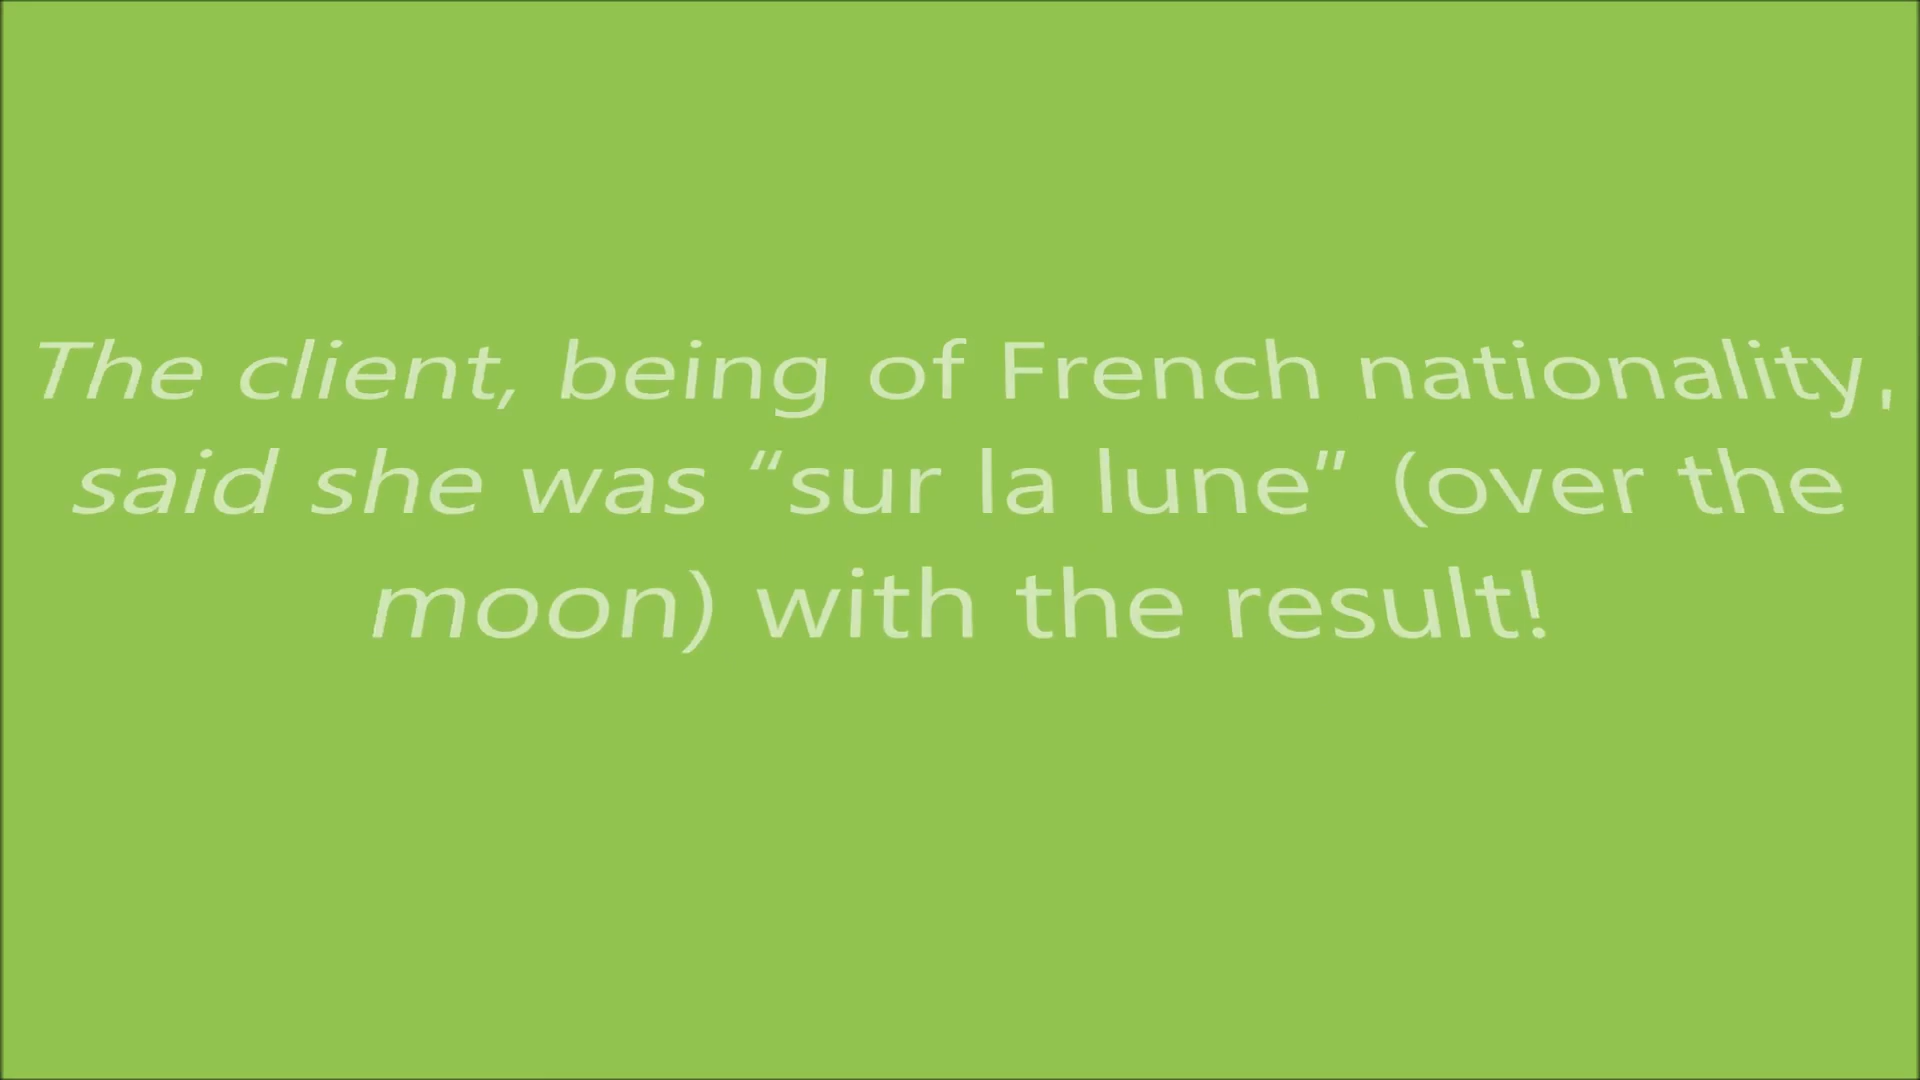 The client, being of French nationality,
said she was “sur la lune” (over the
moon) with the result!